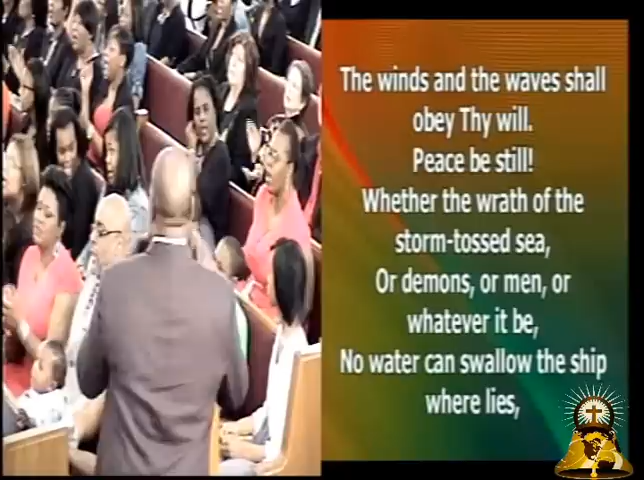 The winds and the waves shall
obey Thy will.
Peace be still!
Whether the wrath of the
storm-tossed sea,
Or demons, or men, or
whatever it be,
No water can swallow the ship
where lies,